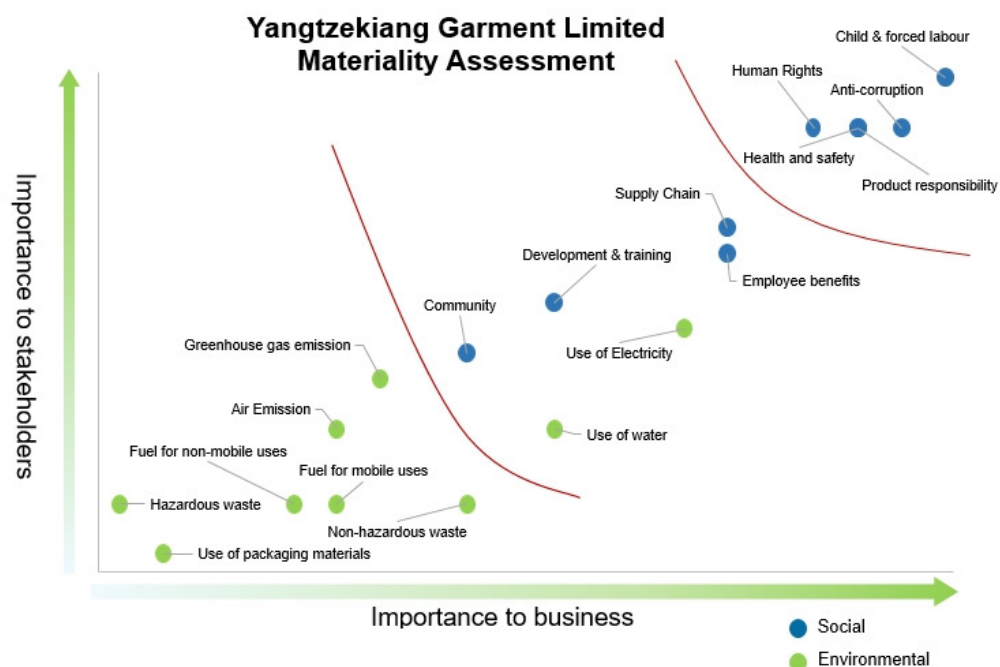 Yangtzekiang Garment Limited
Materiality Assessment
Child & forced labour
Human Rights
Anti-corruption
Health and safety
Product responsibility
Supply Chain
Development & training
Employee benefits
Community
Greenhouse gas emission
Use of Electricity
Air Emission
Use of water
Fuel for non-mobile uses
Fuel for mobile uses
Hazardous waste
Non-hazardous waste
Use of packaging materials
Importance to stakeholders
Importance to business
Social
Environmental